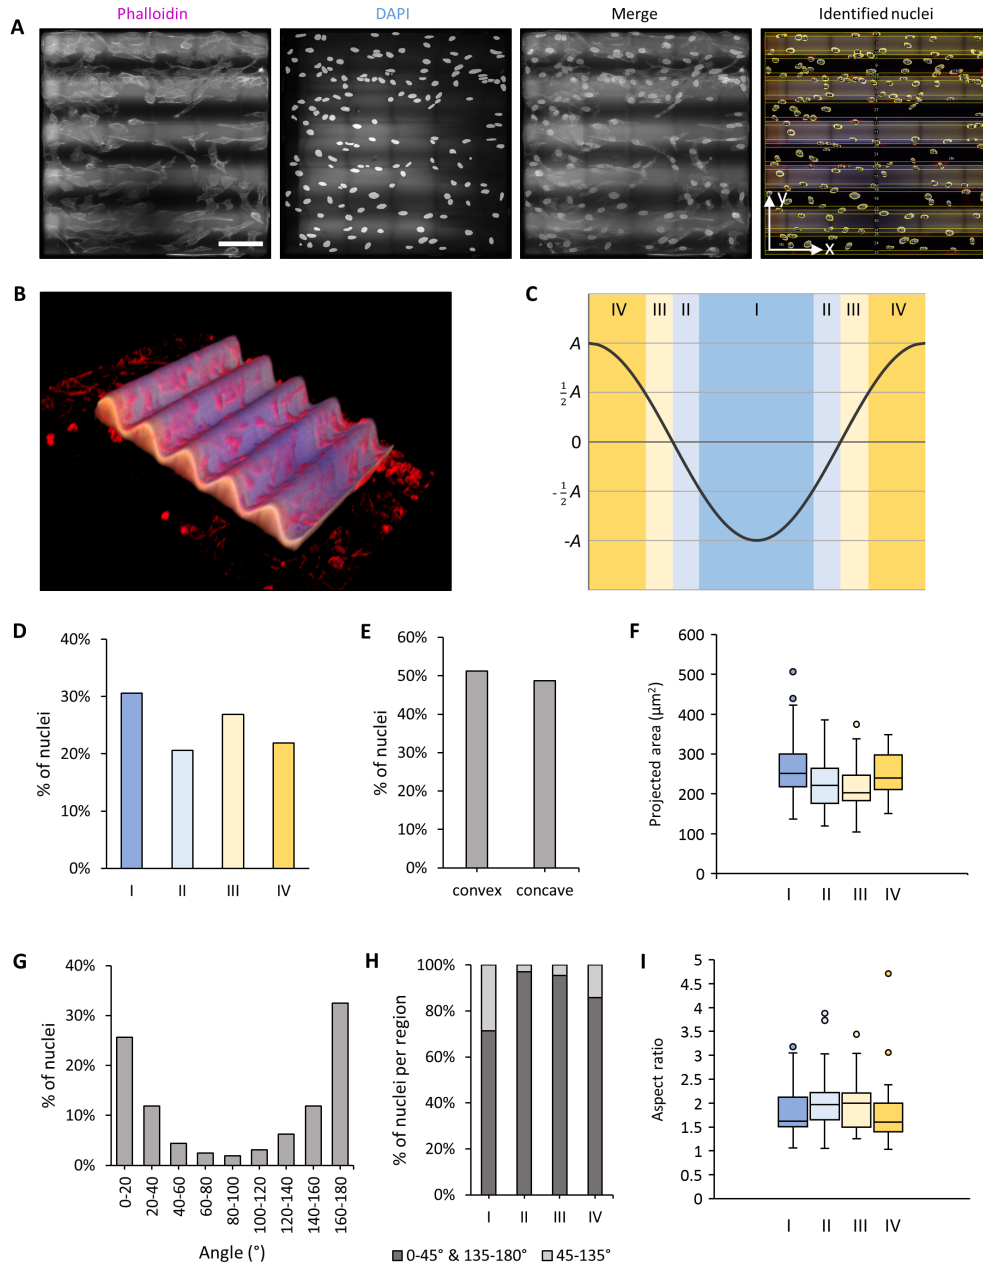 A
Phalloidin
DAPI
Merge
Identified nuclei
y
x
B
C
IV
III
II
I
II
III
IV
A
½A
0
-½A
-A
D
% of nuclei
40%
30%
20%
10%
0%
I
II
III
IV
E
% of nuclei
60%
50%
40%
30%
20%
10%
0%
convex
concave
F
Projected area (µm²)
600
500
400
300
200
100
0
I
II
III
IV
G
% of nuclei
40%
30%
20%
10%
0%
0-20
20-40
40-60
60-80
80-100
100-120
120-140
140-160
160-180
Angle (°)
H
% of nuclei per region
100%
80%
60%
40%
20%
0%
I
II
III
IV
0-45° & 135-180°
45-135°
I
Aspect ratio
5
4.5
4
3.5
3
2.5
2
1.5
1
0.5
0
I
II
III
IV